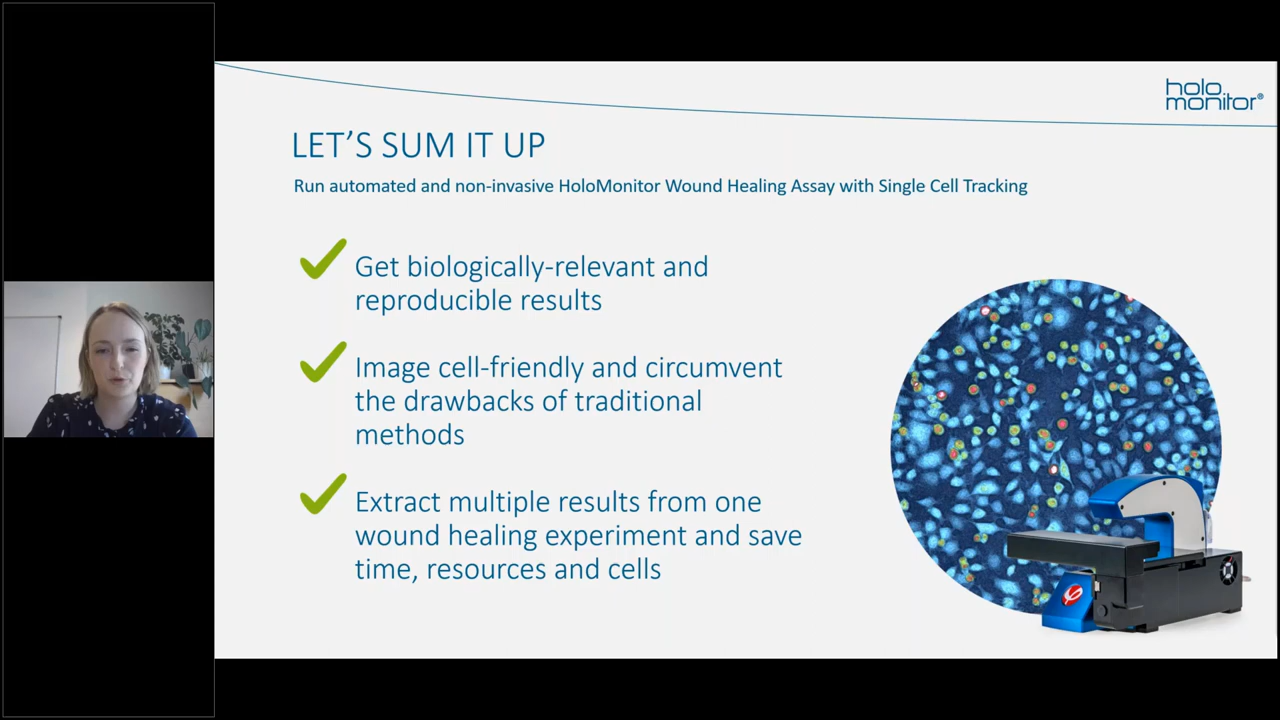 holo
monitor®
LET'S SUM IT UP
Run automated and non-invasive HoloMonitor Wound Healing Assay with Single Cell Tracking
Get biologically-relevant and
reproducible results
Image cell-friendly and circumvent
the drawbacks of traditional
methods
Extract multiple results from one
wound healing experiment and save
time, resources and cells